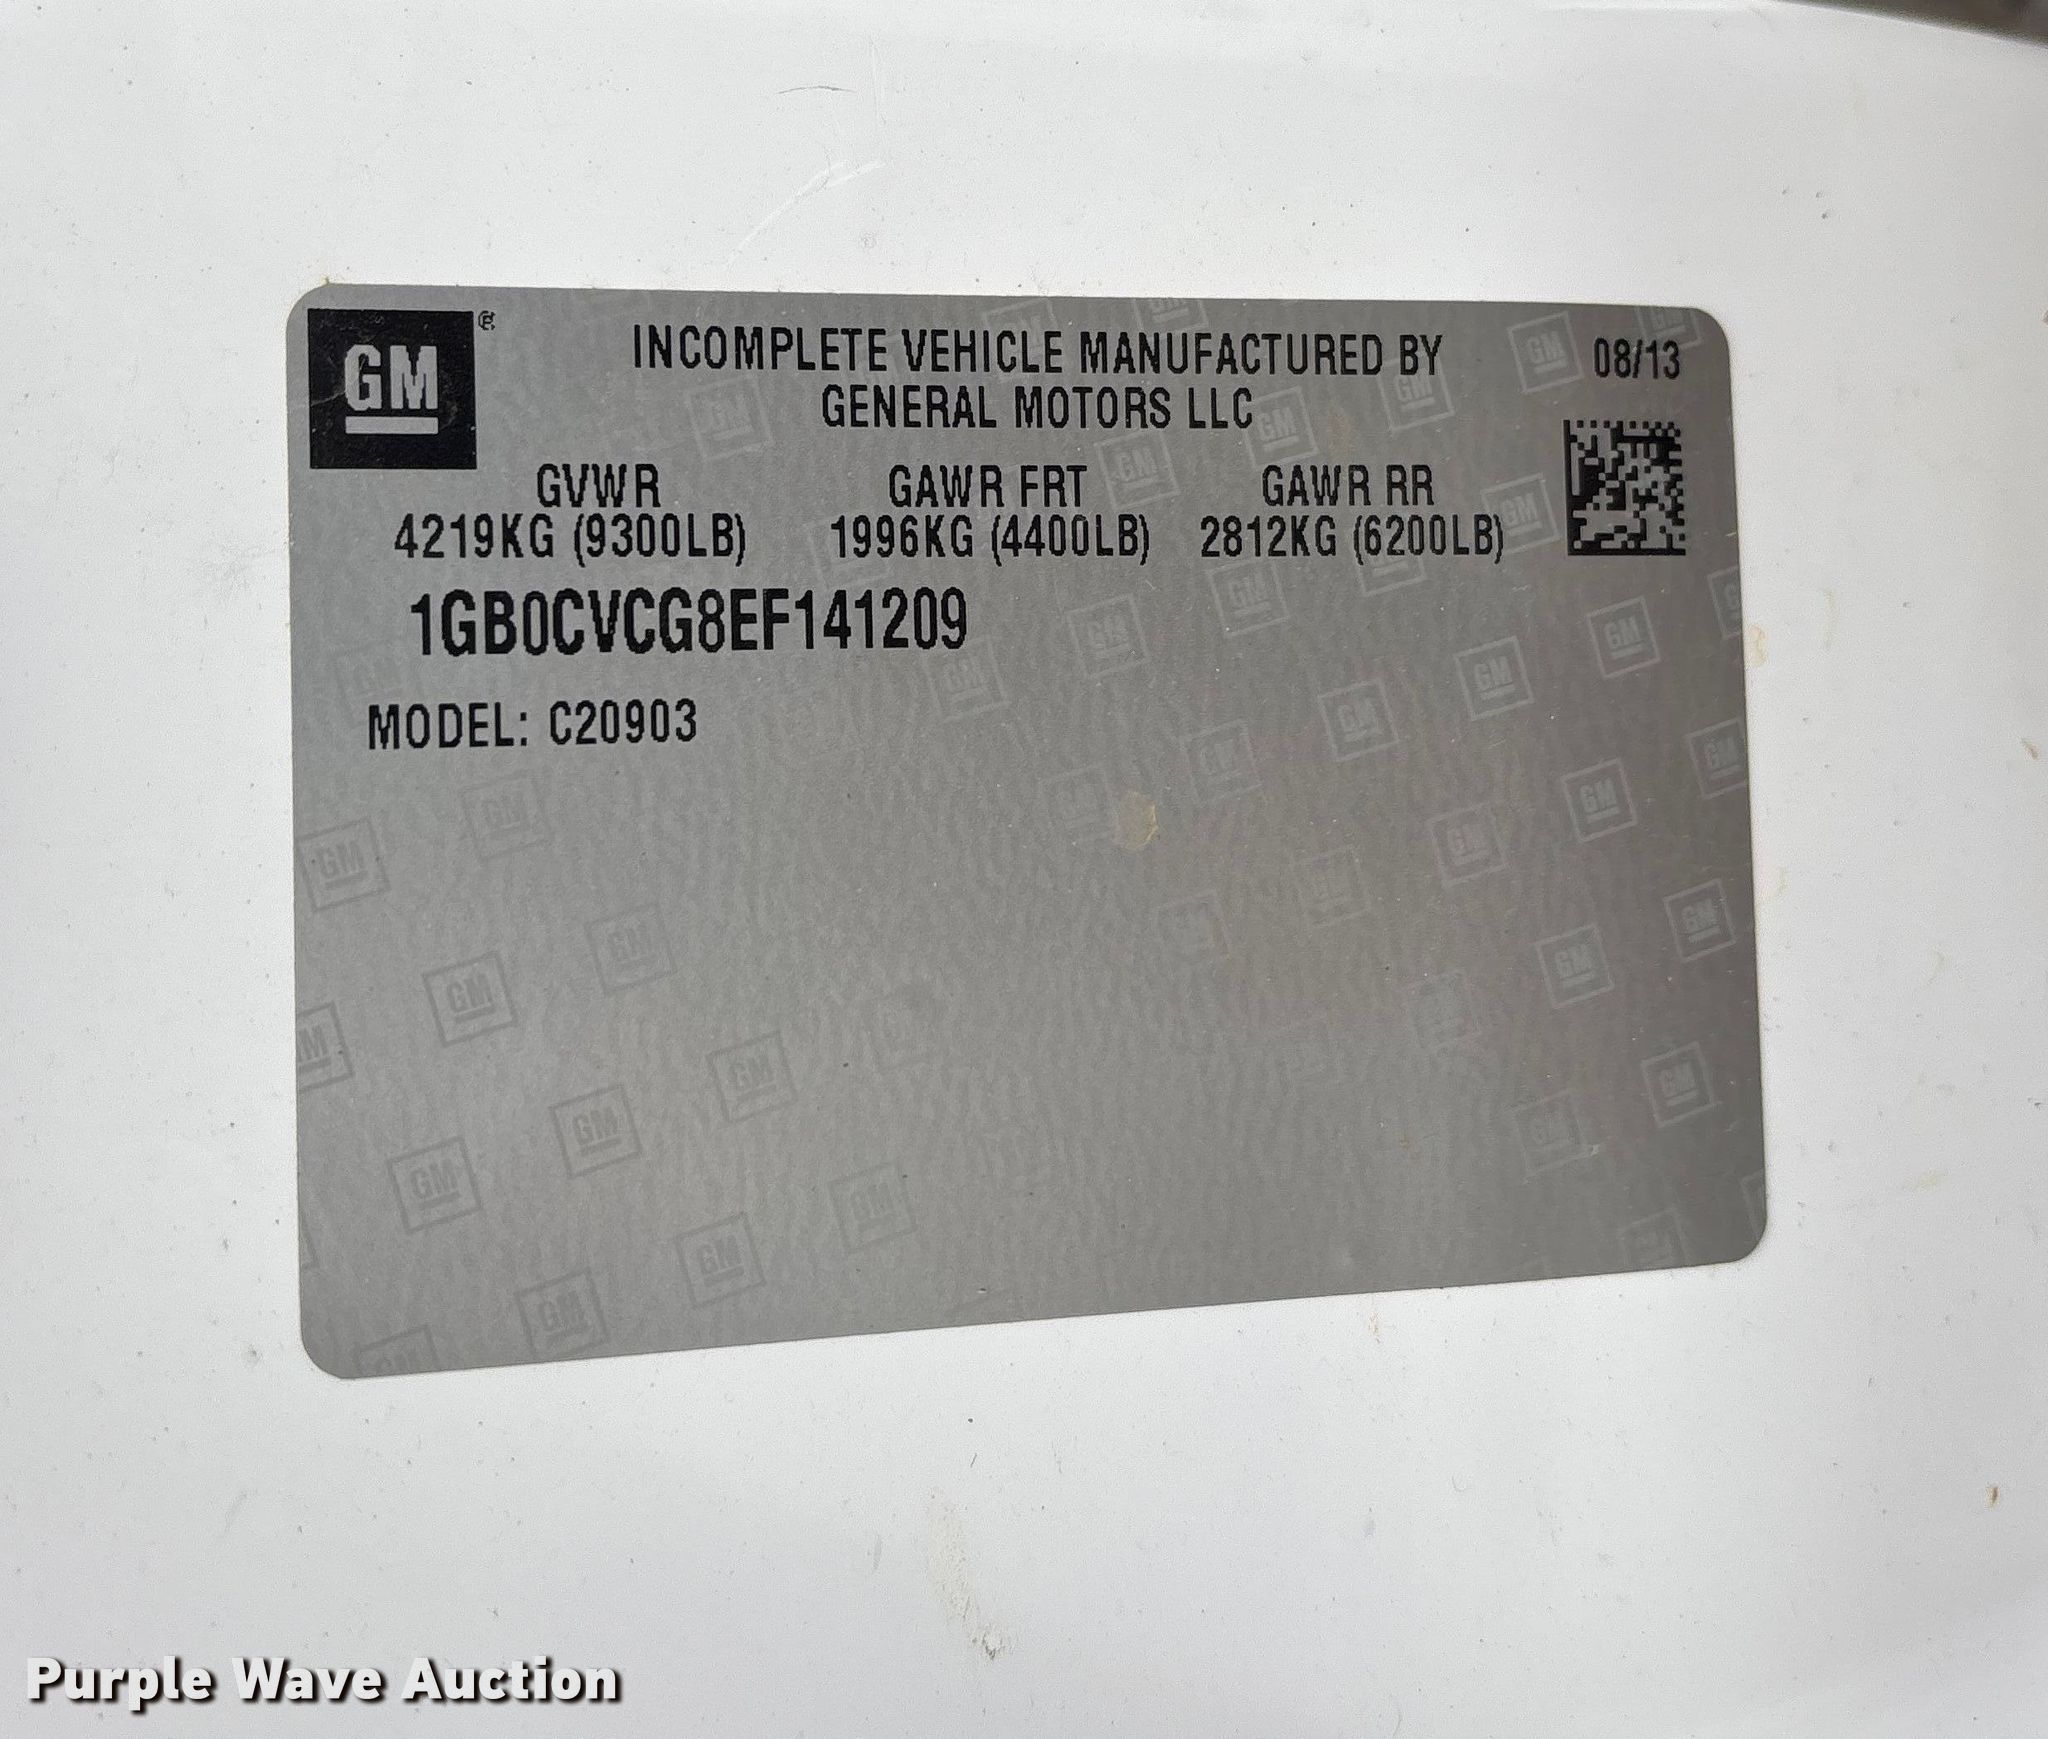 GM
INCOMPLETE VEHICLE MANUFACTURED BY
GENERAL MOTORS LLC
08/13
GVWR GAWR FRT GAWR RR
4219KG (9300LB) 1996KG (4400LB) 2812KG (6200LB)
1GB0CVCG8EF141209
MODEL: C20903
Purple Wave Auction